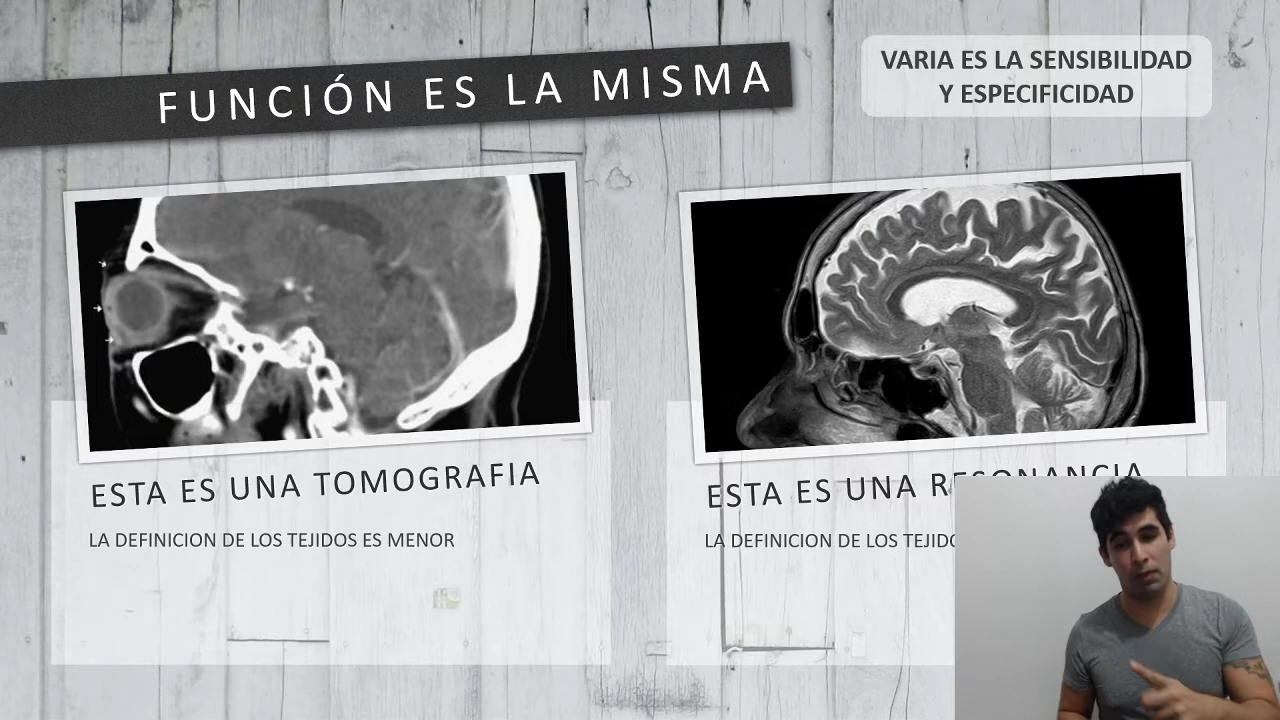 FUNCIÓN ES LA MISMA
VARIA ES LA SENSIBILIDAD
Y ESPECIFICIDAD
ESTA ES UNA TOMOGRAFIA
LA DEFINICION DE LOS TEJIDOS ES MENOR
ESTA ES UNA RESONANCIA
LA DEFINICION DE LOS